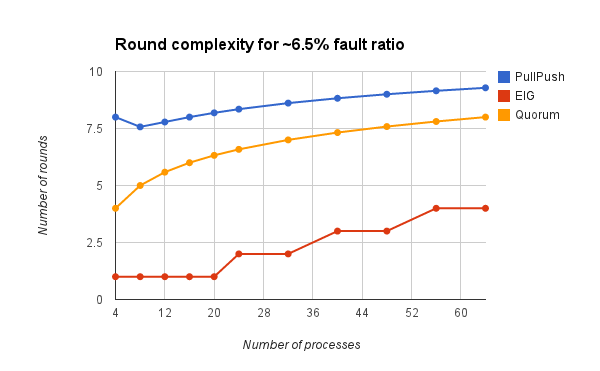 Round complexity for ~6.5% fault ratio
PullPush
EIG
Quorum
Number of rounds
10
7.5
5
2.5
0
4 12 20 28 36 44 52 60
Number of processes